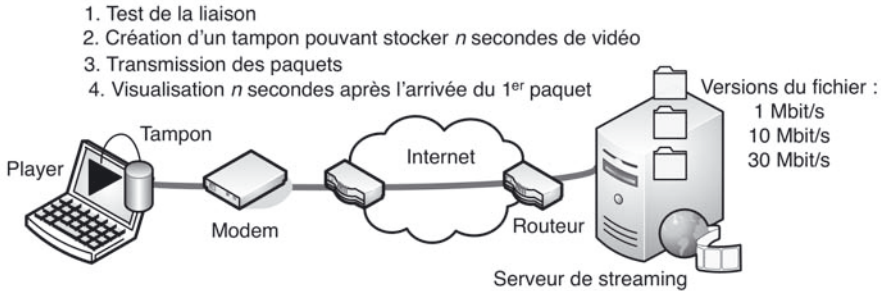 1. Test de la liaison
2. Création d'un tampon pouvant stocker n secondes de vidéo
3. Transmission des paquets
4. Visualisation n secondes après l'arrivée du 1er paquet
Versions du fichier :
1 Mbit/s
10 Mbit/s
30 Mbit/s
Tampon
Player
Internet
Modem
Routeur
Serveur de streaming